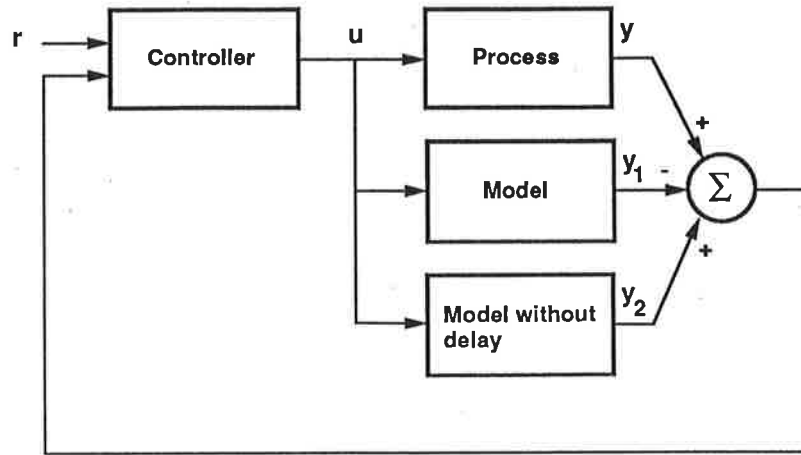 r
Controller
u
Process
y
+
Model
y1
-
Σ
Model without
delay
y2
+